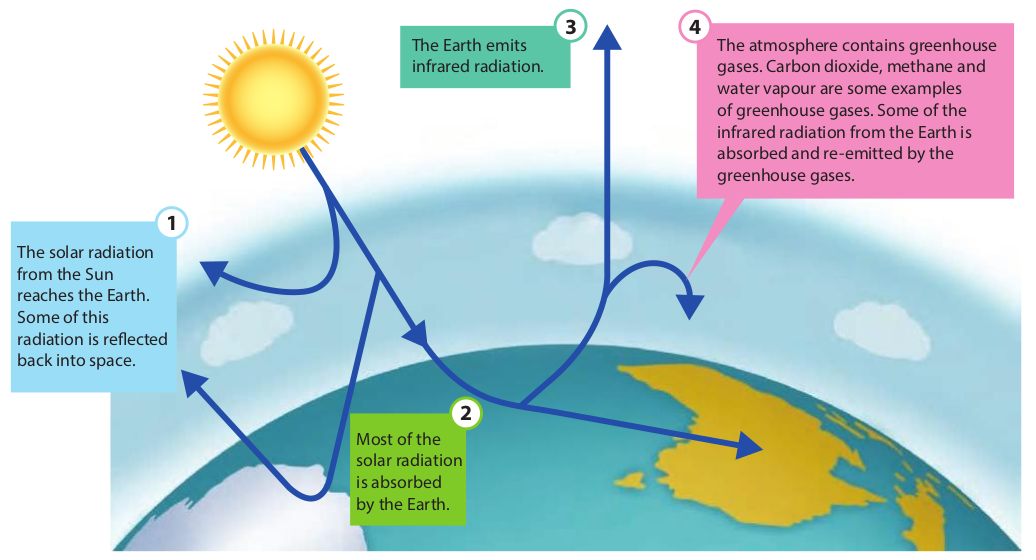 1
The solar radiation
from the Sun
reaches the Earth.
Some of this
radiation is reflected
back into space.
2
Most of the
solar radiation
is absorbed
by the Earth.
3
The Earth emits
infrared radiation.
4
The atmosphere contains greenhouse
gases. Carbon dioxide, methane and
water vapour are some examples
of greenhouse gases. Some of the
infrared radiation from the Earth is
absorbed and re-emitted by the
greenhouse gases.